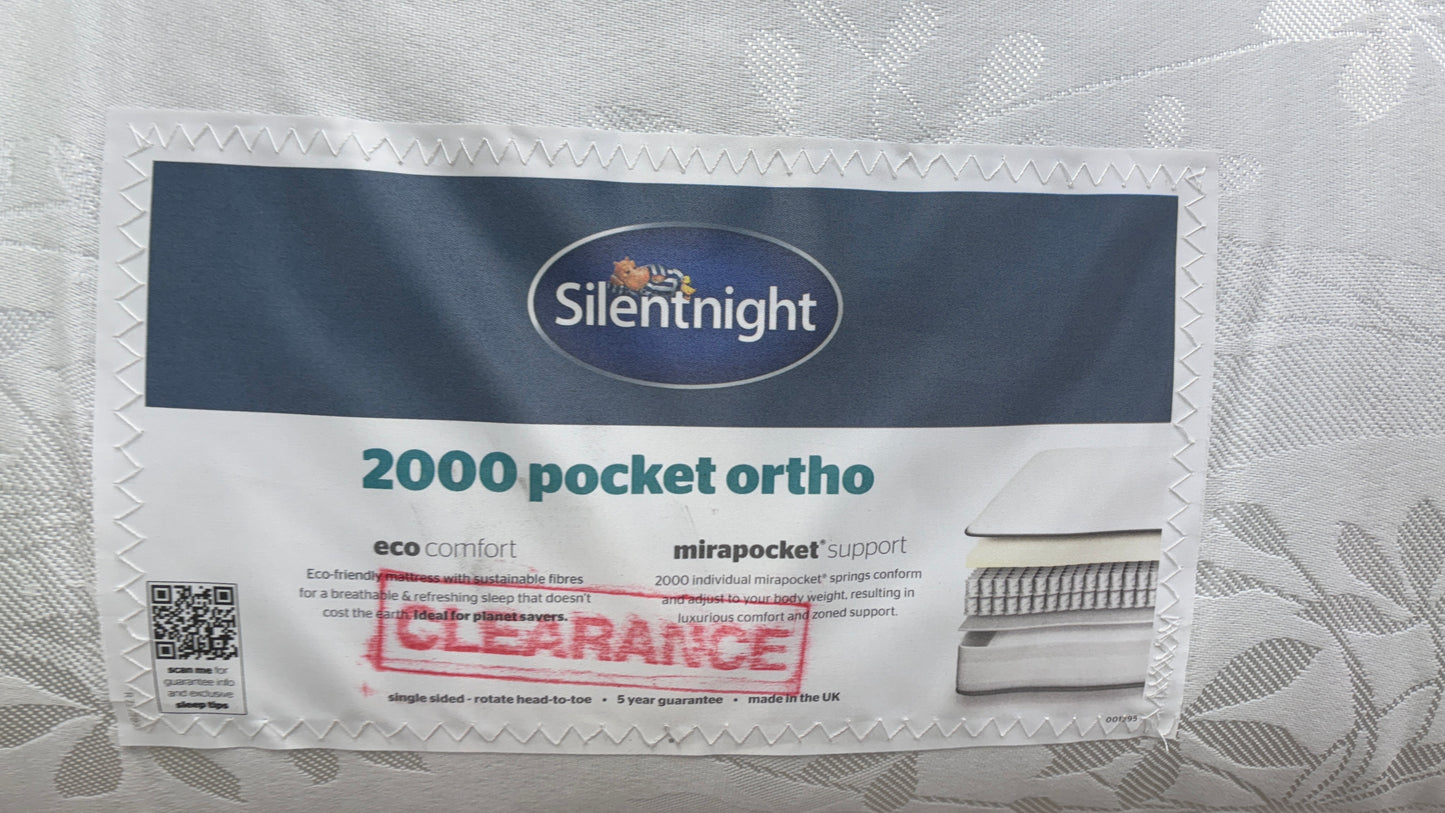 Silentnight
2000 pocket ortho
eco comfort
Eco-friendly mattress with sustainable fibres
for a breathable & refreshing sleep that doesn't
cost the earth. Ideal for planet savers.
mirapocket® support
2000 individual mirapocket® springs conform
and adjust to your body weight, resulting in
luxurious comfort and zoned support.
CLEARANCE
scan me for
guarantee info
and exclusive
sleep tips
single sided - rotate head-to-toe • 5 year guarantee • made in the UK